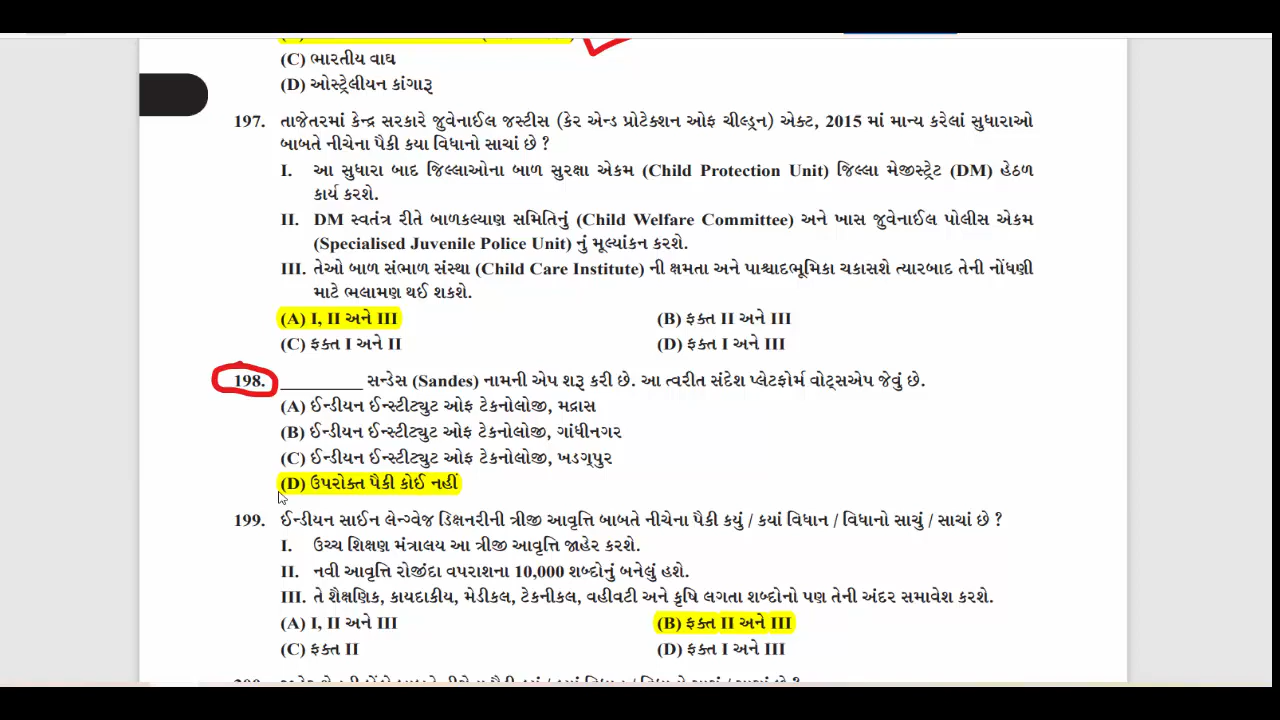 (C) ભારતીય વાઘ
(D) ઓસ્ટ્રેલીયન કાંગારૂ
197. તાજેતરમાં કેન્દ્ર સરકારે જુવેનાઈલ જસ્ટીસ (કેર એન્ડ પ્રોટેક્શન ઓફ ચીલ્ડ્રન) એક્ટ, 2015 માં માન્ય કરેલાં સુધારાઓ
બાબતે નીચેના પૈકી કયા વિધાનો સાચાં છે ?
I. આ સુધારા બાદ જિલ્લાઓના બાળ સુરક્ષા એકમ (Child Protection Unit) જિલ્લા મેજીસ્ટ્રેટ (DM) હેઠળ
કાર્ય કરશે.
II. DM સ્વતંત્ર રીતે બાળકલ્યાણ સમિતિનું (Child Welfare Committee) અને ખાસ જુવેનાઈલ પોલીસ એકમ
(Specialised Juvenile Police Unit) નું મૂલ્યાંકન કરશે.
III. તેઓ બાળ સંભાળ સંસ્થા (Child Care Institute) ની ક્ષમતા અને પાશ્ચાદભૂમિકા ચકાસશે ત્યારબાદ તેની નોંધણી
માટે ભલામણ થઈ શકશે.
(A) I, II અને III (B) ફક્ત II અને III
(C) ફક્ત I અને II (D) ફક્ત I અને III
198. __________ સન્ડેસ (Sandes) નામની એપ શરૂ કરી છે. આ ત્વરીત સંદેશ પ્લેટફોર્મ વોટ્સએપ જેવું છે.
(A) ઈન્ડીયન ઈન્સ્ટીટ્યુટ ઓફ ટેકનોલોજી, મદ્રાસ
(B) ઈન્ડીયન ઈન્સ્ટીટ્યુટ ઓફ ટેકનોલોજી, ગાંધીનગર
(C) ઈન્ડીયન ઈન્સ્ટીટ્યુટ ઓફ ટેકનોલોજી, ખડગ્પુર
(D) ઉપરોક્ત પૈકી કોઈ નહીં
199. ઈન્ડીયન સાઈન લેન્ગ્વેજ ડિક્ષનરીની ત્રીજી આવૃત્તિ બાબતે નીચેના પૈકી કયું / કયાં વિધાન / વિધાનો સાચું / સાચાં છે ?
I. ઉચ્ચ શિક્ષણ મંત્રાલય આ ત્રીજી આવૃત્તિ જાહેર કરશે.
II. નવી આવૃત્તિ રોજીંદા વપરાશના 10,000 શબ્દોનું બનેલું હશે.
III. તે શૈક્ષણિક, કાયદાકીય, મેડીકલ, ટેકનીકલ, વહીવટી અને કૃષિ લગતા શબ્દોનો પણ તેની અંદર સમાવેશ કરશે.
(A) I, II અને III (B) ફક્ત II અને III
(C) ફક્ત II (D) ફક્ત I અને III